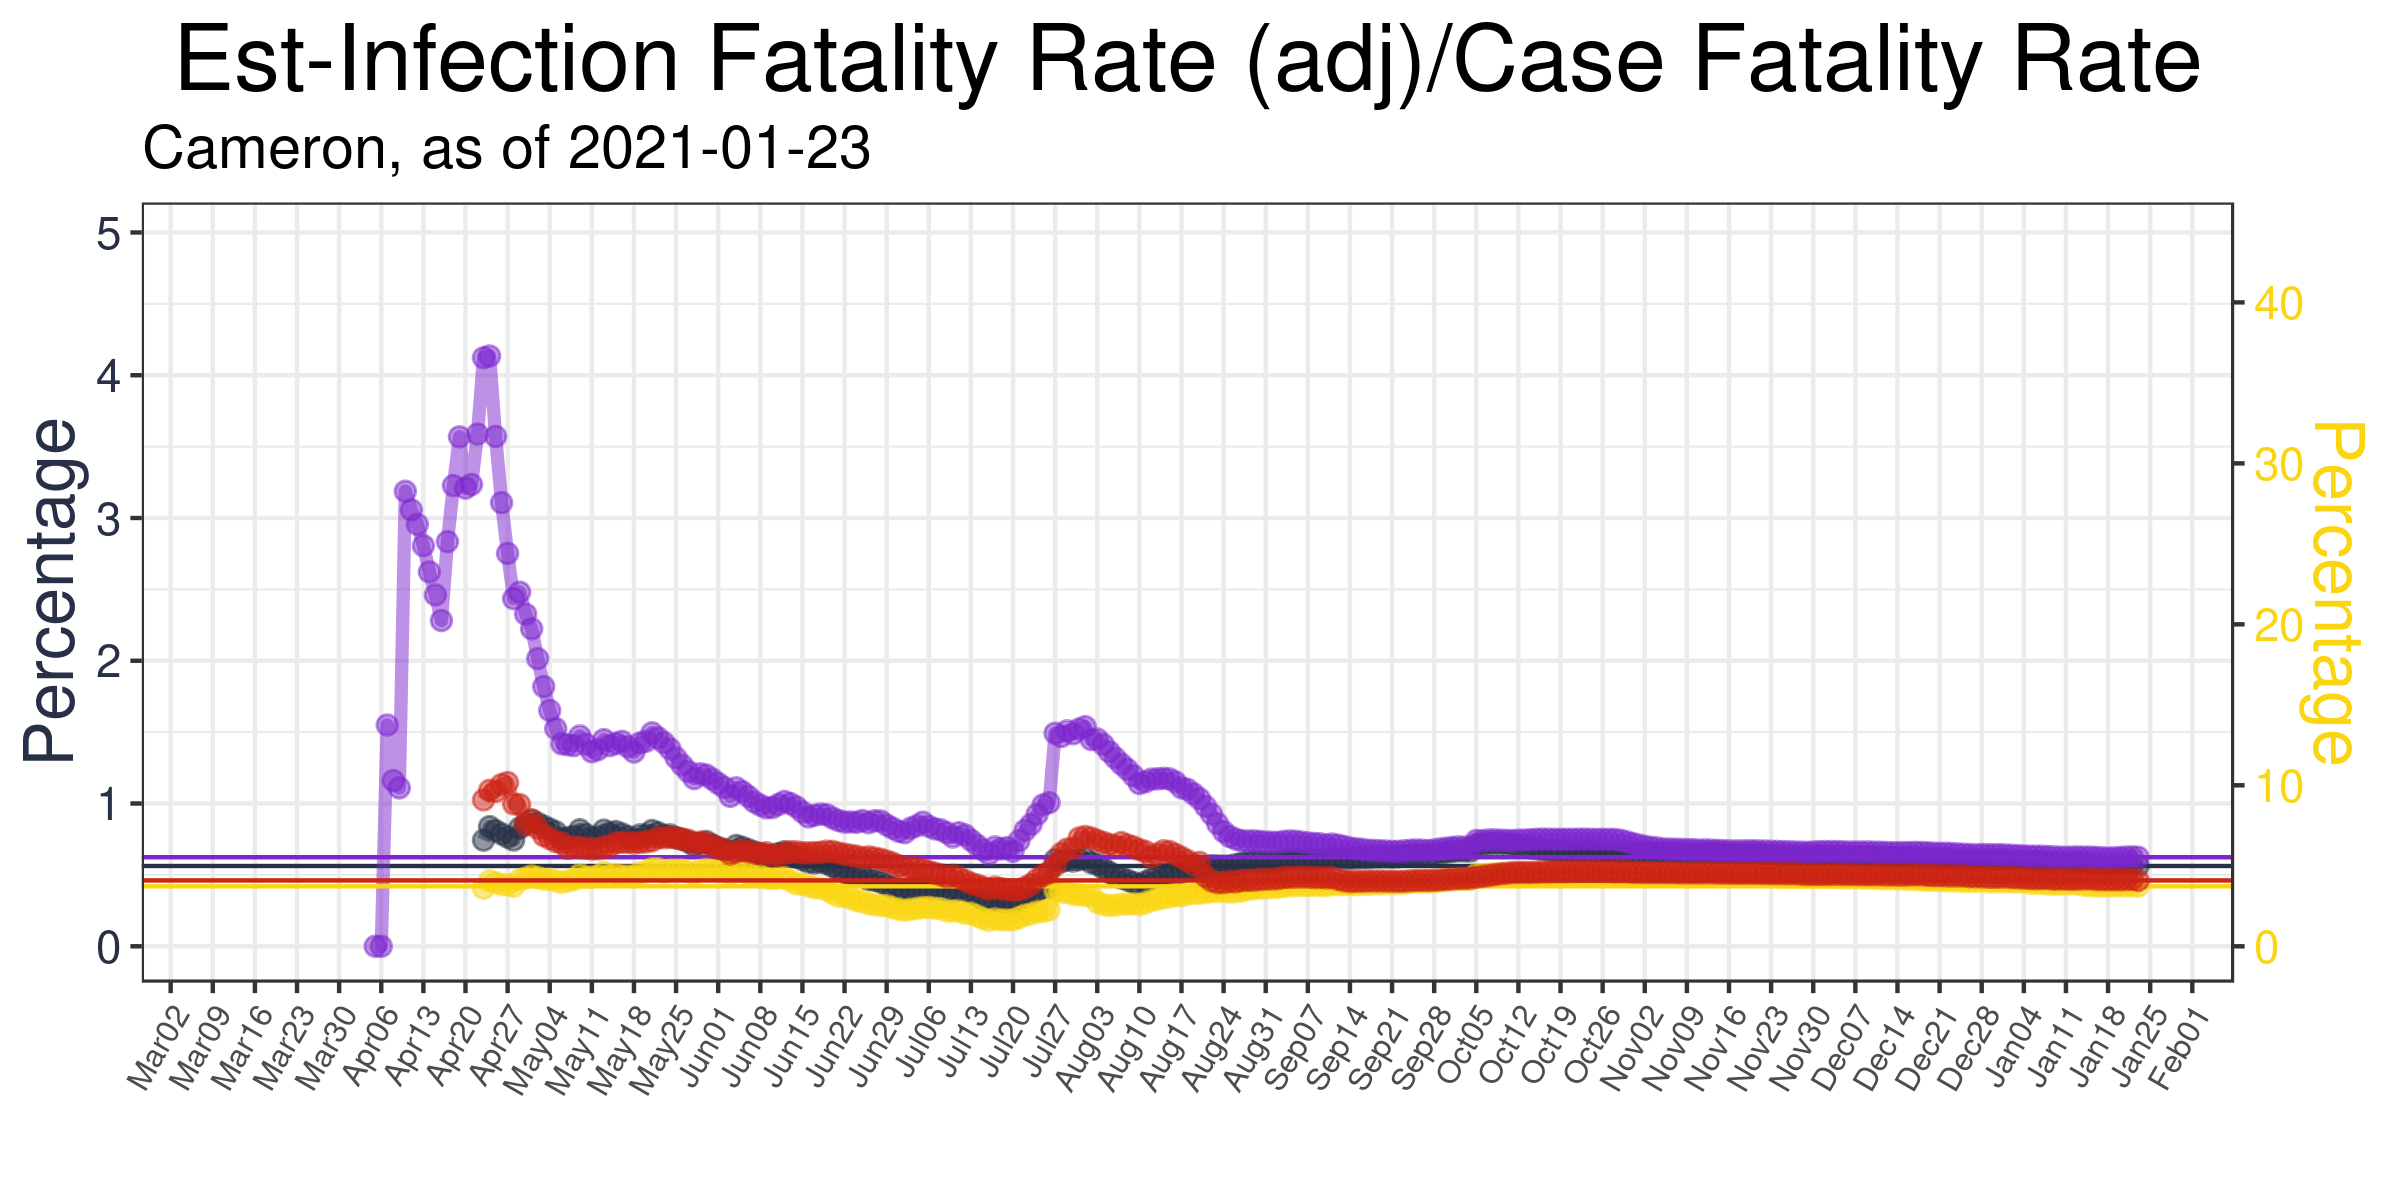 Est-Infection Fatality Rate (adj)/Case Fatality Rate
Cameron, as of 2021-01-23
Percentage
5
4
3
2
1
0
40
30
20
10
0
Percentage
Mar02
Mar09
Mar16
Mar23
Mar30
Apr06
Apr13
Apr20
Apr27
May04
May11
May18
May25
Jun01
Jun08
Jun15
Jun22
Jun29
Jul06
Jul13
Jul20
Jul27
Aug03
Aug10
Aug17
Aug24
Aug31
Sep07
Sep14
Sep21
Sep28
Oct05
Oct12
Oct19
Oct26
Nov02
Nov09
Nov16
Nov23
Nov30
Dec07
Dec14
Dec21
Dec28
Jan04
Jan11
Jan18
Jan25
Feb01